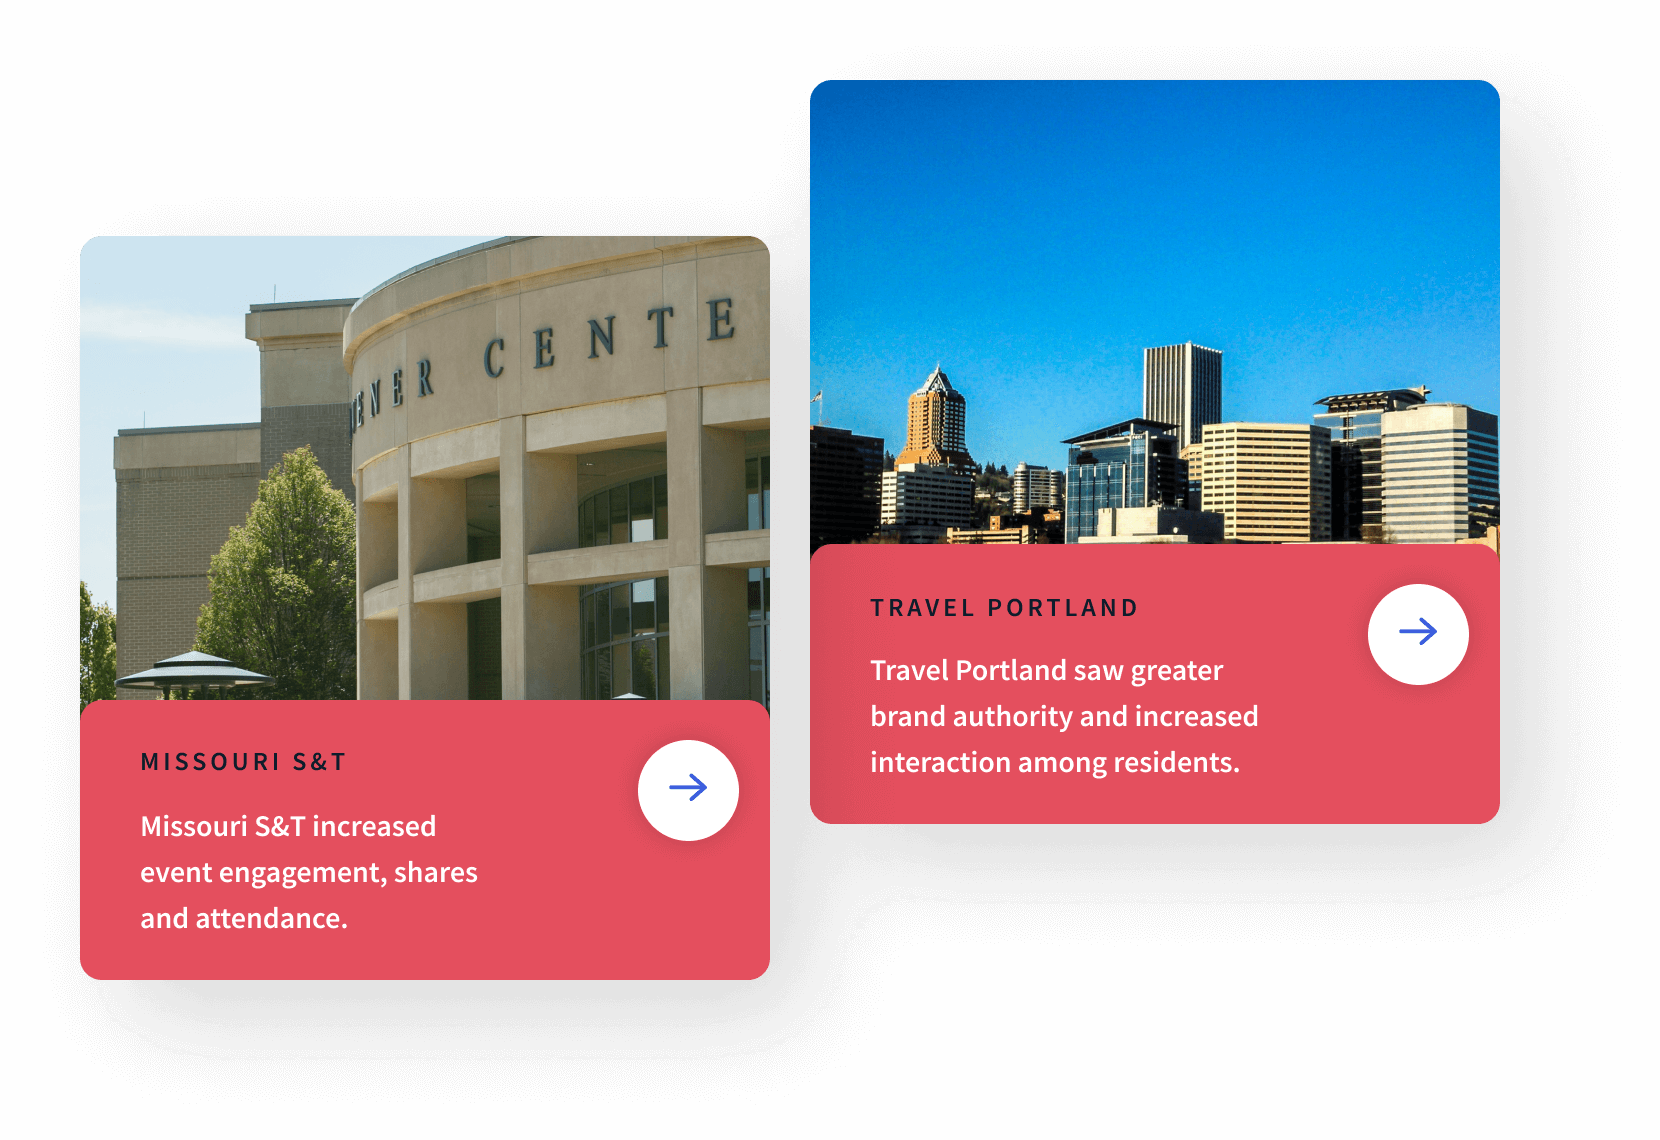 ENER CENTE
MISSOURI S&T
Missouri S&T increased
event engagement, shares
and attendance.
TRAVEL PORTLAND
Travel Portland saw greater
brand authority and increased
interaction among residents.